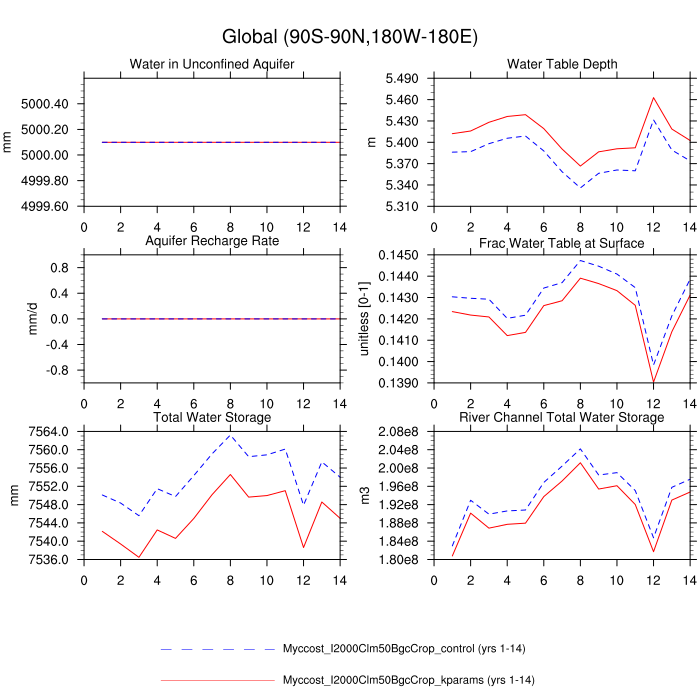 Global (90S-90N,180W-180E)
Water in Unconfined Aquifer
mm
5000.40
5000.20
5000.00
4999.80
4999.60
0 2 4 6 8 10 12 14
Water Table Depth
m
5.490
5.460
5.430
5.400
5.370
5.340
5.310
0 2 4 6 8 10 12 14
Aquifer Recharge Rate
mm/d
0.8
0.4
0.0
-0.4
-0.8
0 2 4 6 8 10 12 14
Frac Water Table at Surface
unitless [0-1]
0.1450
0.1440
0.1430
0.1420
0.1410
0.1400
0.1390
0 2 4 6 8 10 12 14
Total Water Storage
mm
7564.0
7560.0
7556.0
7552.0
7548.0
7544.0
7540.0
7536.0
0 2 4 6 8 10 12 14
River Channel Total Water Storage
m3
2.08e8
2.04e8
2.00e8
1.96e8
1.92e8
1.88e8
1.84e8
1.80e8
0 2 4 6 8 10 12 14
Myccost_I2000Clm50BgcCrop_control (yrs 1-14)
Myccost_I2000Clm50BgcCrop_kparams (yrs 1-14)